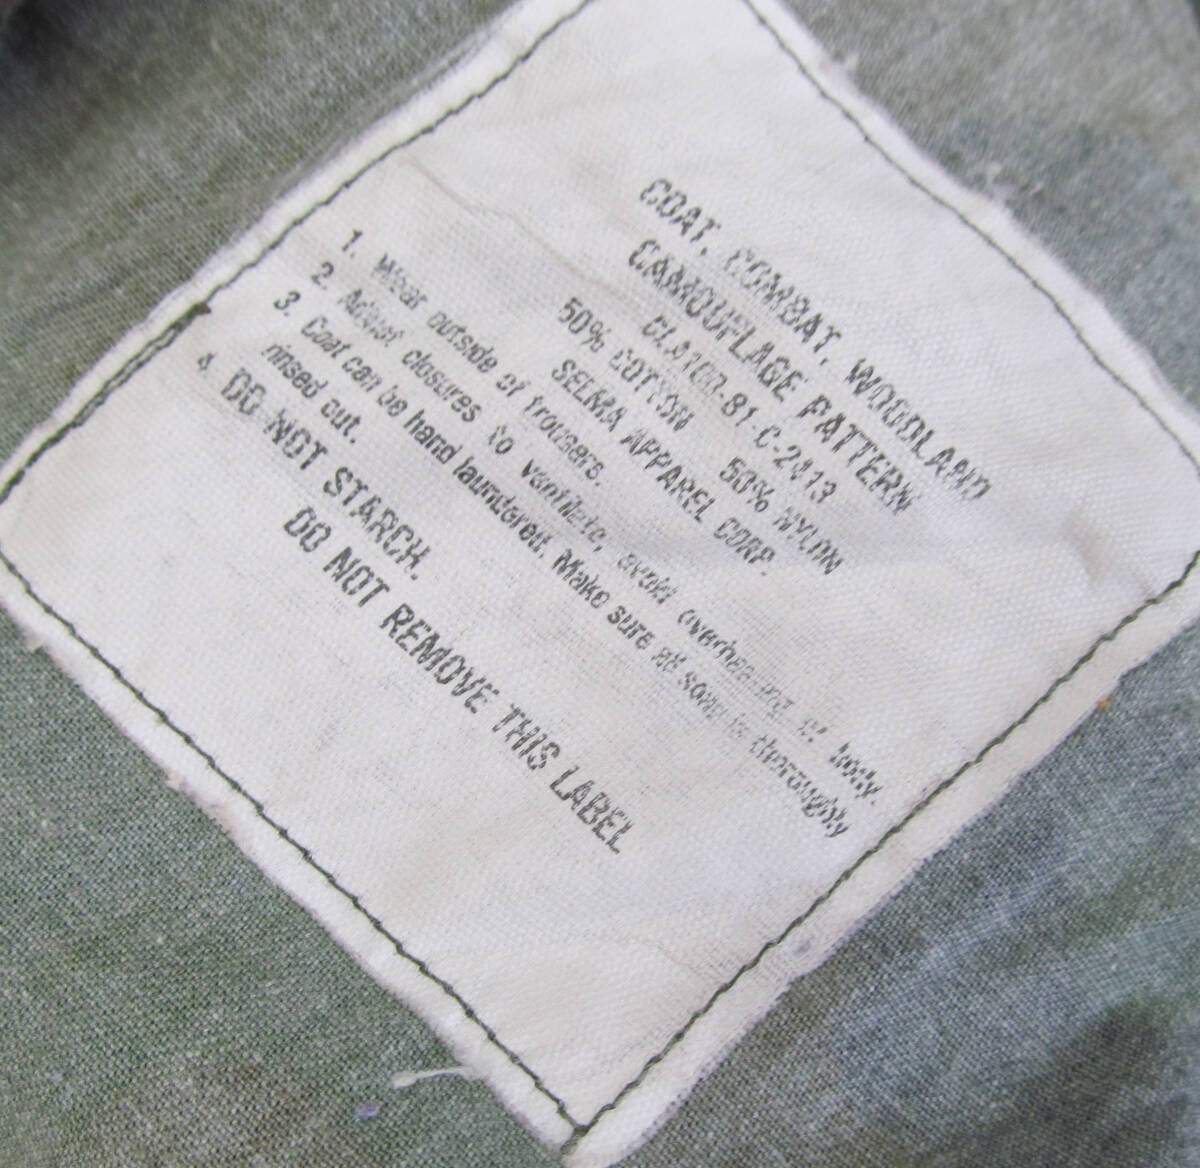 COAT, COMBAT, WOODLAND
CAMOUFLAGE PATTERN
DLA100-81-C-2413
50% COTTON 50% NYLON
SELMA APPAREL CORP.
1. Wear outside of trousers.
2. Adjust closures to ventilate, avoid overheating of body.
3. Coat can be hand laundered. Make sure all soap is thoroughly
rinsed out.
4. DO NOT STARCH.
DO NOT REMOVE THIS LABEL